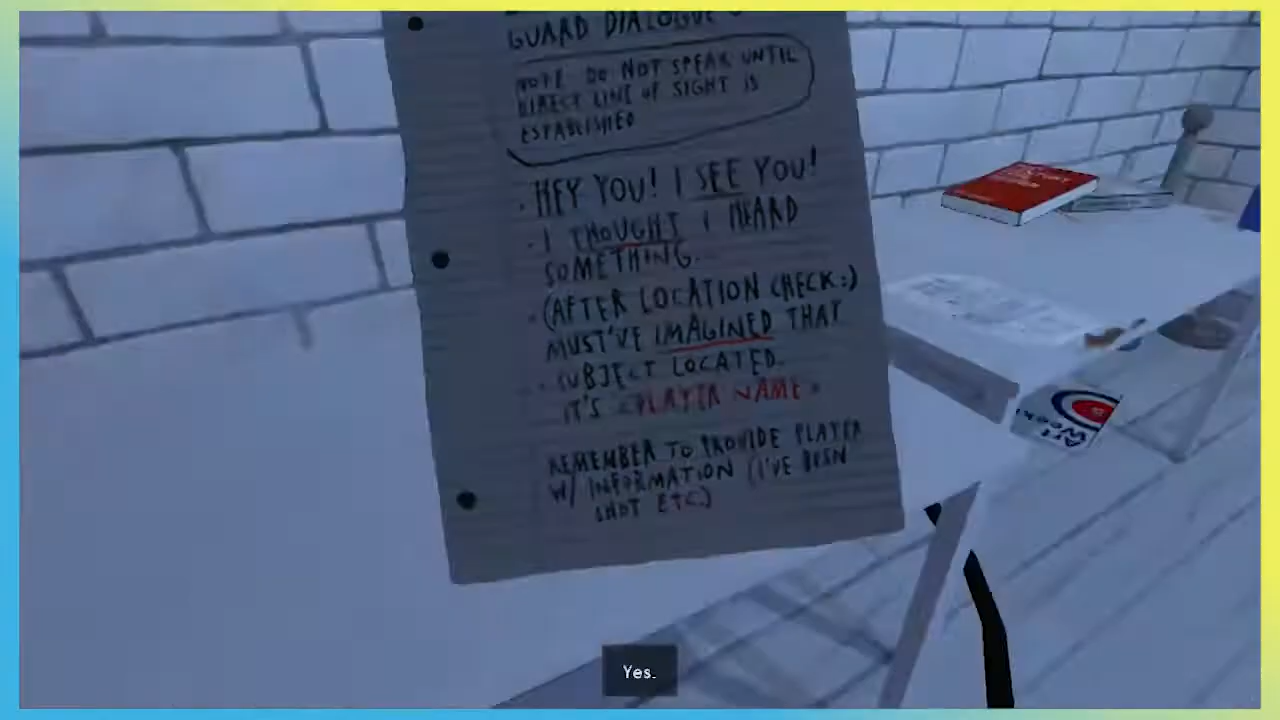 GUARD DIALOGUE
NOTE: DO NOT SPEAK UNTIL
DIRECT LINE OF SIGHT IS
ESTABLISHED
· HEY YOU! I SEE YOU!
· I THOUGHT I HEARD
SOMETHING...
· (AFTER LOCATION CHECK:)
MUST'VE IMAGINED THAT
· SUBJECT LOCATED.
IT'S <PLAYER NAME>
REMEMBER TO PROVIDE PLAYER
W/ INFORMATION (I'VE BEEN
SHOT ETC.)
Art
Week
Yes.